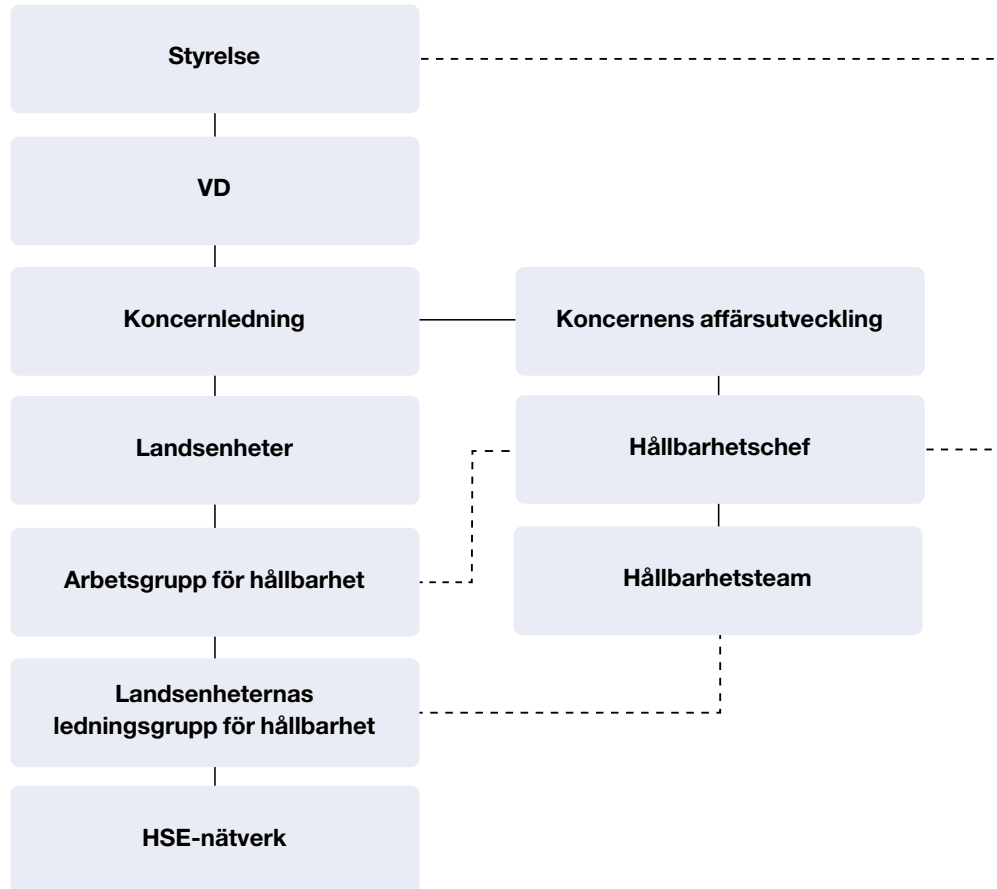 Styrelse
VD
Koncernledning
Koncernens affärsutveckling
Landsenheter
Hållbarhetschef
Arbetsgrupp för hållbarhet
Hållbarhetsteam
Landsenheternas
ledningsgrupp för hållbarhet
HSE-nätverk